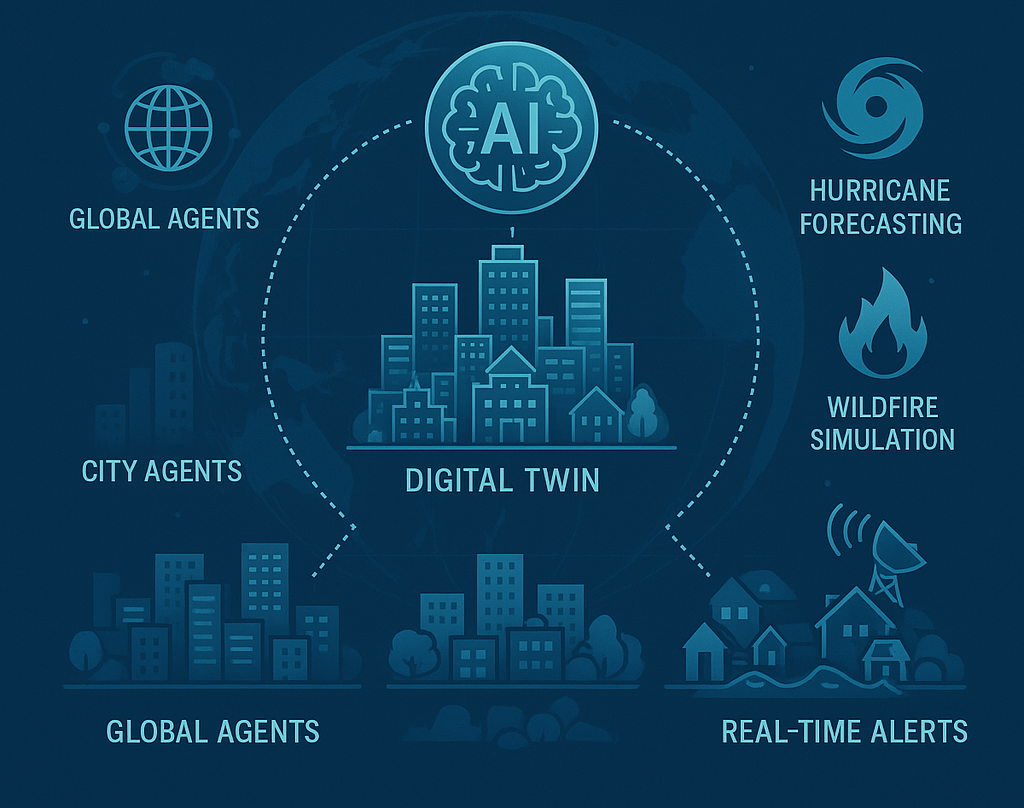 AI
GLOBAL AGENTS
HURRICANE
FORECASTING
WILDFIRE
SIMULATION
CITY AGENTS
DIGITAL TWIN
GLOBAL AGENTS
REAL-TIME ALERTS